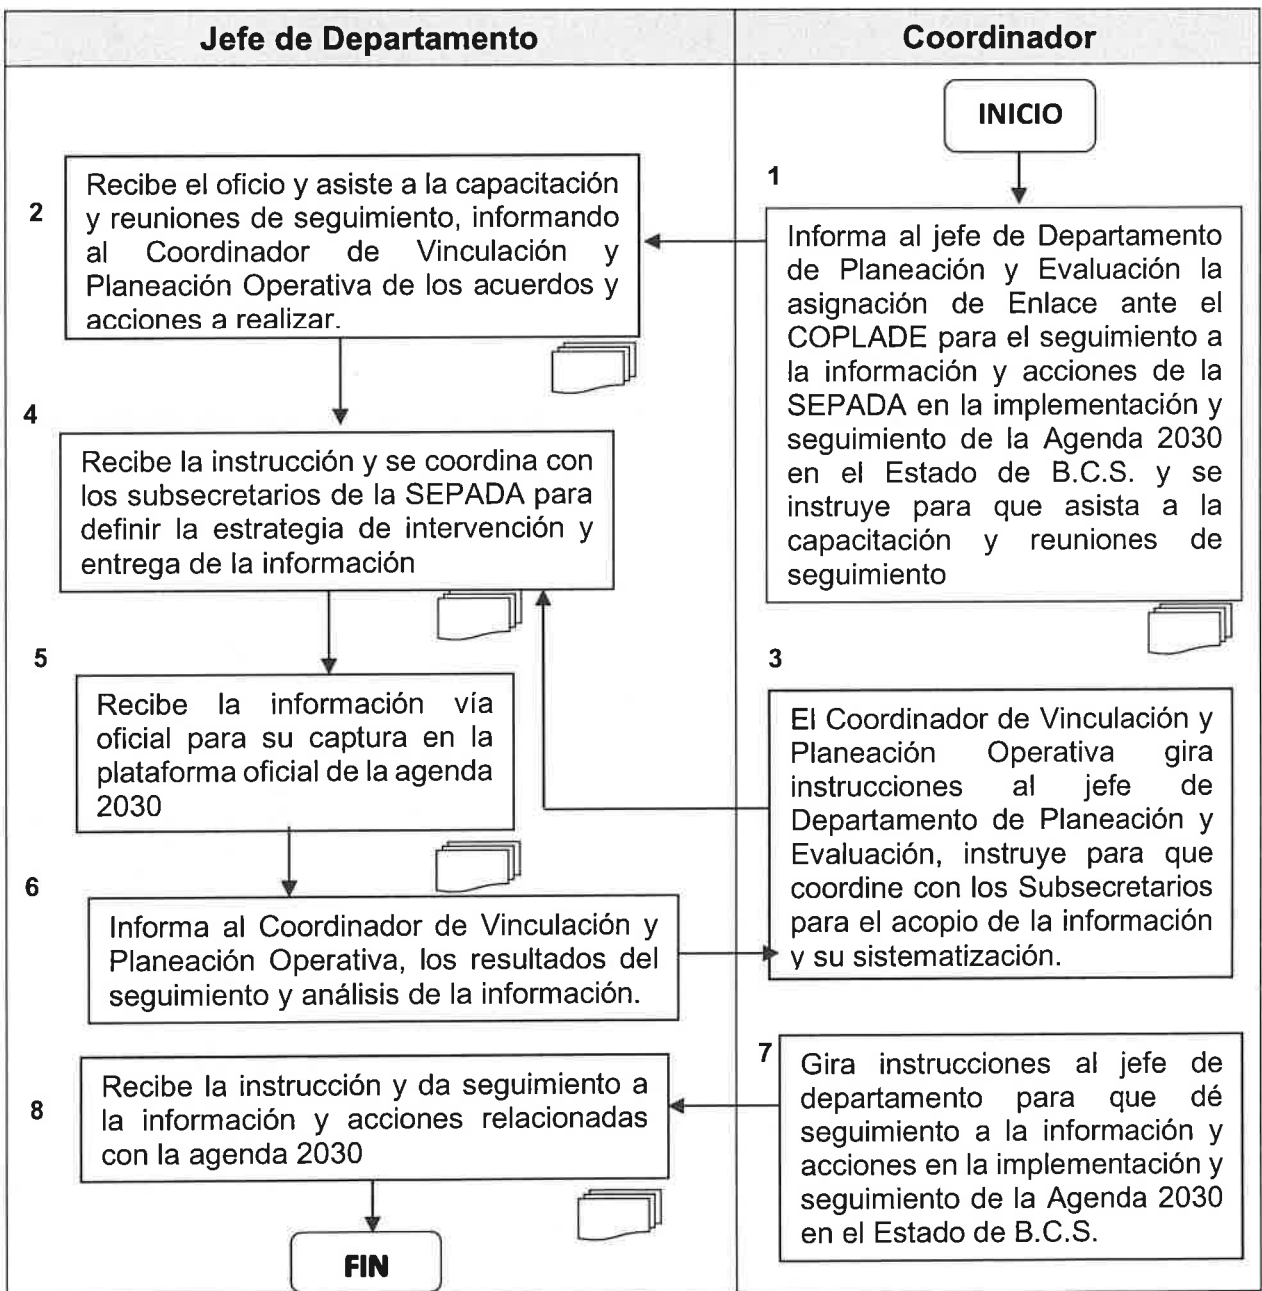 Jefe de Departamento
Coordinador
INICIO
1
Informa al jefe de Departamento
de Planeación y Evaluación la
asignación de Enlace ante el
COPLADE para el seguimiento a
la información y acciones de la
SEPADA en la implementación y
seguimiento de la Agenda 2030
en el Estado de B.C.S. y se
instruye para que asista a la
capacitación y reuniones de
seguimiento
2
Recibe el oficio y asiste a la capacitación
y reuniones de seguimiento, informando
al Coordinador de Vinculación y
Planeación Operativa de los acuerdos y
acciones a realizar.
3
El Coordinador de Vinculación y
Planeación Operativa gira
instrucciones al jefe de
Departamento de Planeación y
Evaluación, instruye para que
coordine con los Subsecretarios
para el acopio de la información
y su sistematización.
4
Recibe la instrucción y se coordina con
los subsecretarios de la SEPADA para
definir la estrategia de intervención y
entrega de la información
5
Recibe la información vía
oficial para su captura en la
plataforma oficial de la agenda
2030
6
Informa al Coordinador de Vinculación y
Planeación Operativa, los resultados del
seguimiento y análisis de la información.
7
Gira instrucciones al jefe de
departamento para que dé
seguimiento a la información y
acciones en la implementación y
seguimiento de la Agenda 2030
en el Estado de B.C.S.
8
Recibe la instrucción y da seguimiento a
la información y acciones relacionadas
con la agenda 2030
FIN